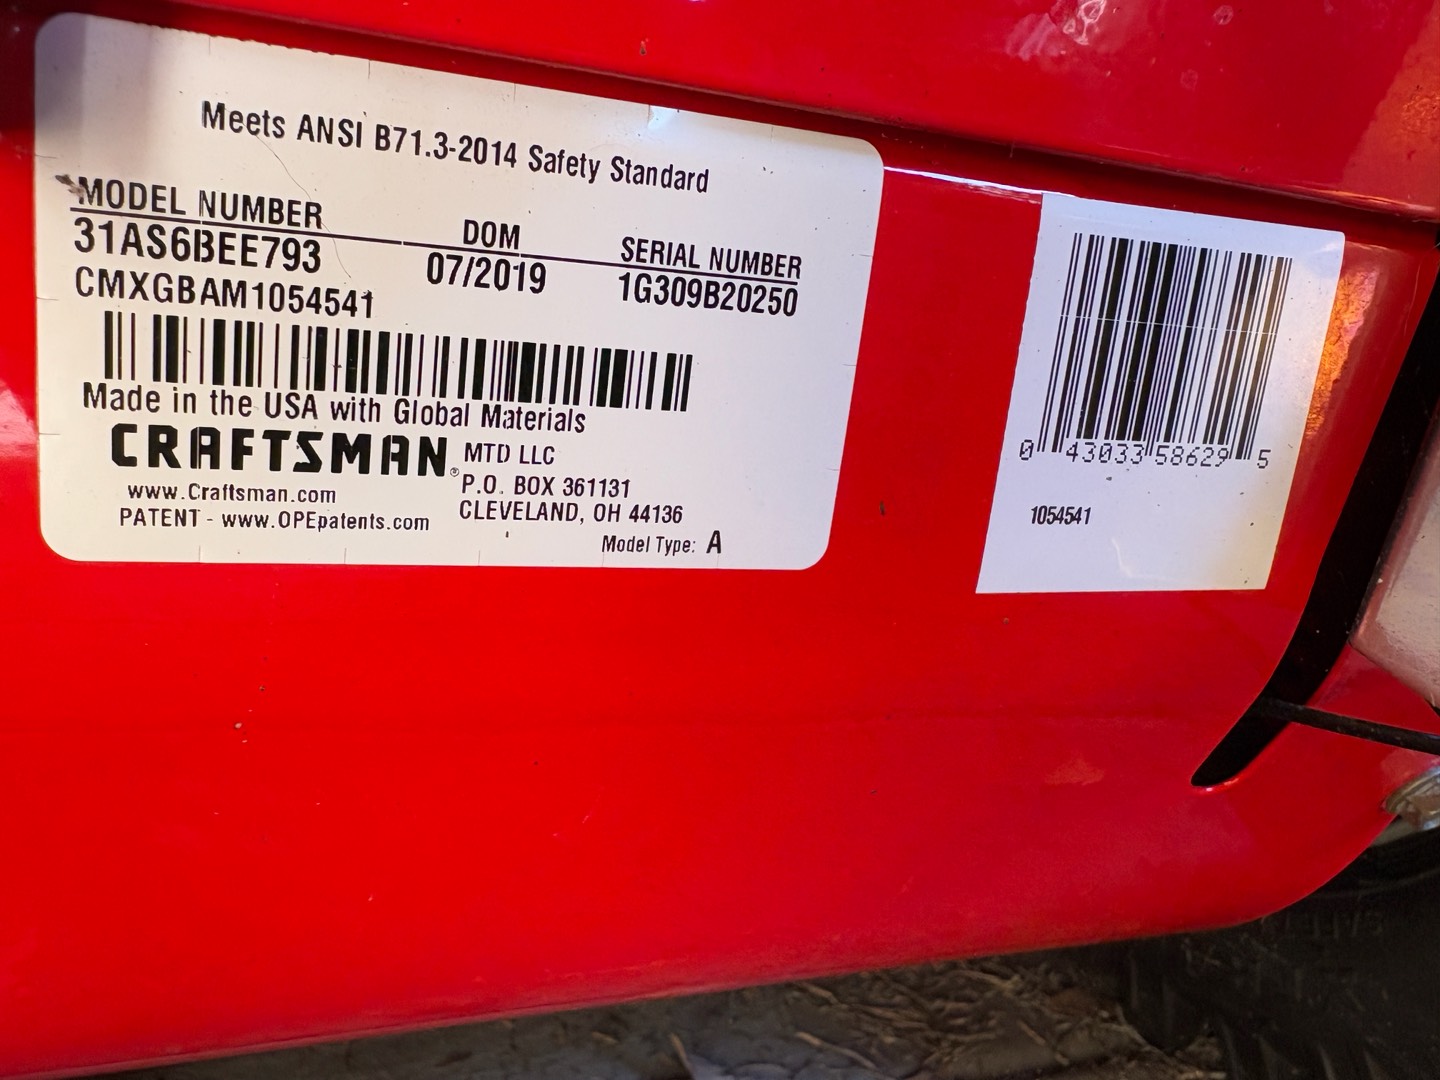 Meets ANSI B71.3-2014 Safety Standard
MODEL NUMBER DOM SERIAL NUMBER
31AS6BEE793 07/2019 1G309B20250
CMXGBAM1054541
Made in the USA with Global Materials
CRAFTSMAN® MTD LLC
P.O. BOX 361131
www.Craftsman.com
CLEVELAND, OH 44136
PATENT - www.OPEpatents.com
Model Type: A
0 43033 58629 5
1054541